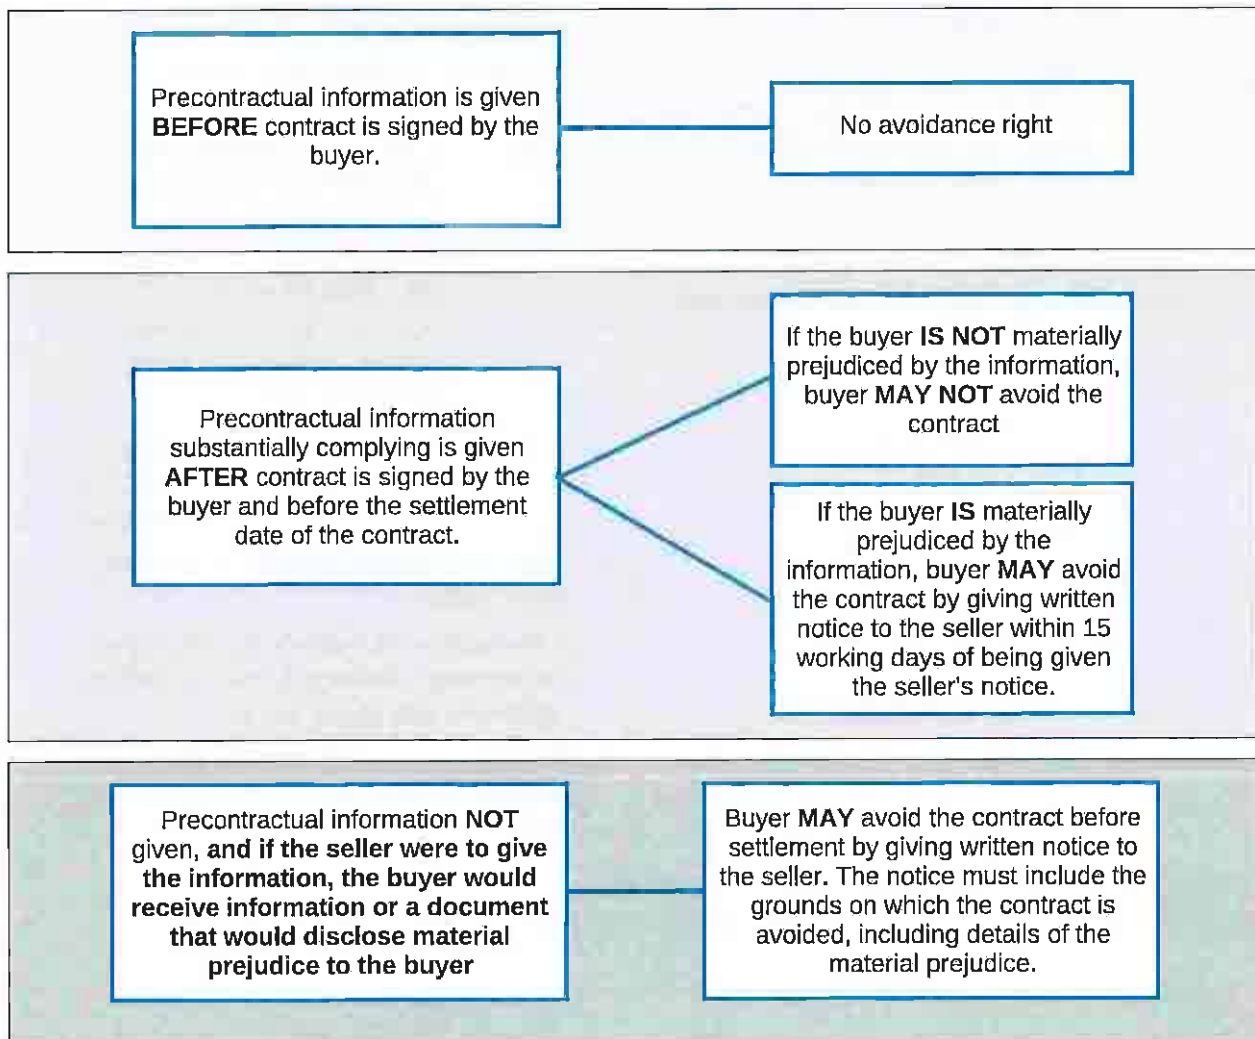 Precontractual information is given
BEFORE contract is signed by the
buyer.
No avoidance right
Precontractual information
substantially complying is given
AFTER contract is signed by the
buyer and before the settlement
date of the contract.
If the buyer IS NOT materially
prejudiced by the information,
buyer MAY NOT avoid the
contract
If the buyer IS materially
prejudiced by the
information, buyer MAY avoid
the contract by giving written
notice to the seller within 15
working days of being given
the seller's notice.
Precontractual information NOT
given, and if the seller were to give
the information, the buyer would
receive information or a document
that would disclose material
prejudice to the buyer
Buyer MAY avoid the contract before
settlement by giving written notice to
the seller. The notice must include the
grounds on which the contract is
avoided, including details of the
material prejudice.